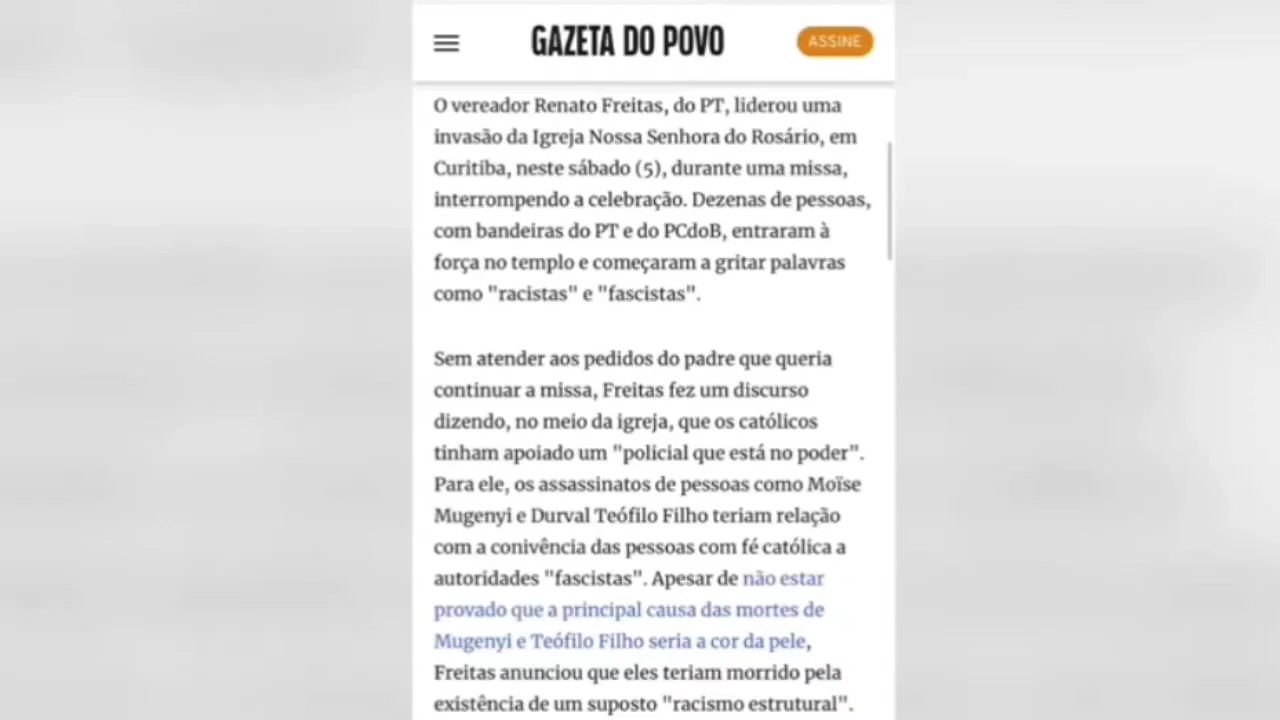 GAZETA DO POVO
ASSINE
O vereador Renato Freitas, do PT, liderou uma
invasão da Igreja Nossa Senhora do Rosário, em
Curitiba, neste sábado (5), durante uma missa,
interrompendo a celebração. Dezenas de pessoas,
com bandeiras do PT e do PCdoB, entraram à
força no templo e começaram a gritar palavras
como "racistas" e "fascistas".
Sem atender aos pedidos do padre que queria
continuar a missa, Freitas fez um discurso
dizendo, no meio da igreja, que os católicos
tinham apoiado um "policial que está no poder".
Para ele, os assassinatos de pessoas como Moïse
Mugenyi e Durval Teófilo Filho teriam relação
com a conivência das pessoas com fé católica a
autoridades "fascistas". Apesar de não estar
provado que a principal causa das mortes de
Mugenyi e Teófilo Filho seria a cor da pele,
Freitas anunciou que eles teriam morrido pela
existência de um suposto "racismo estrutural".